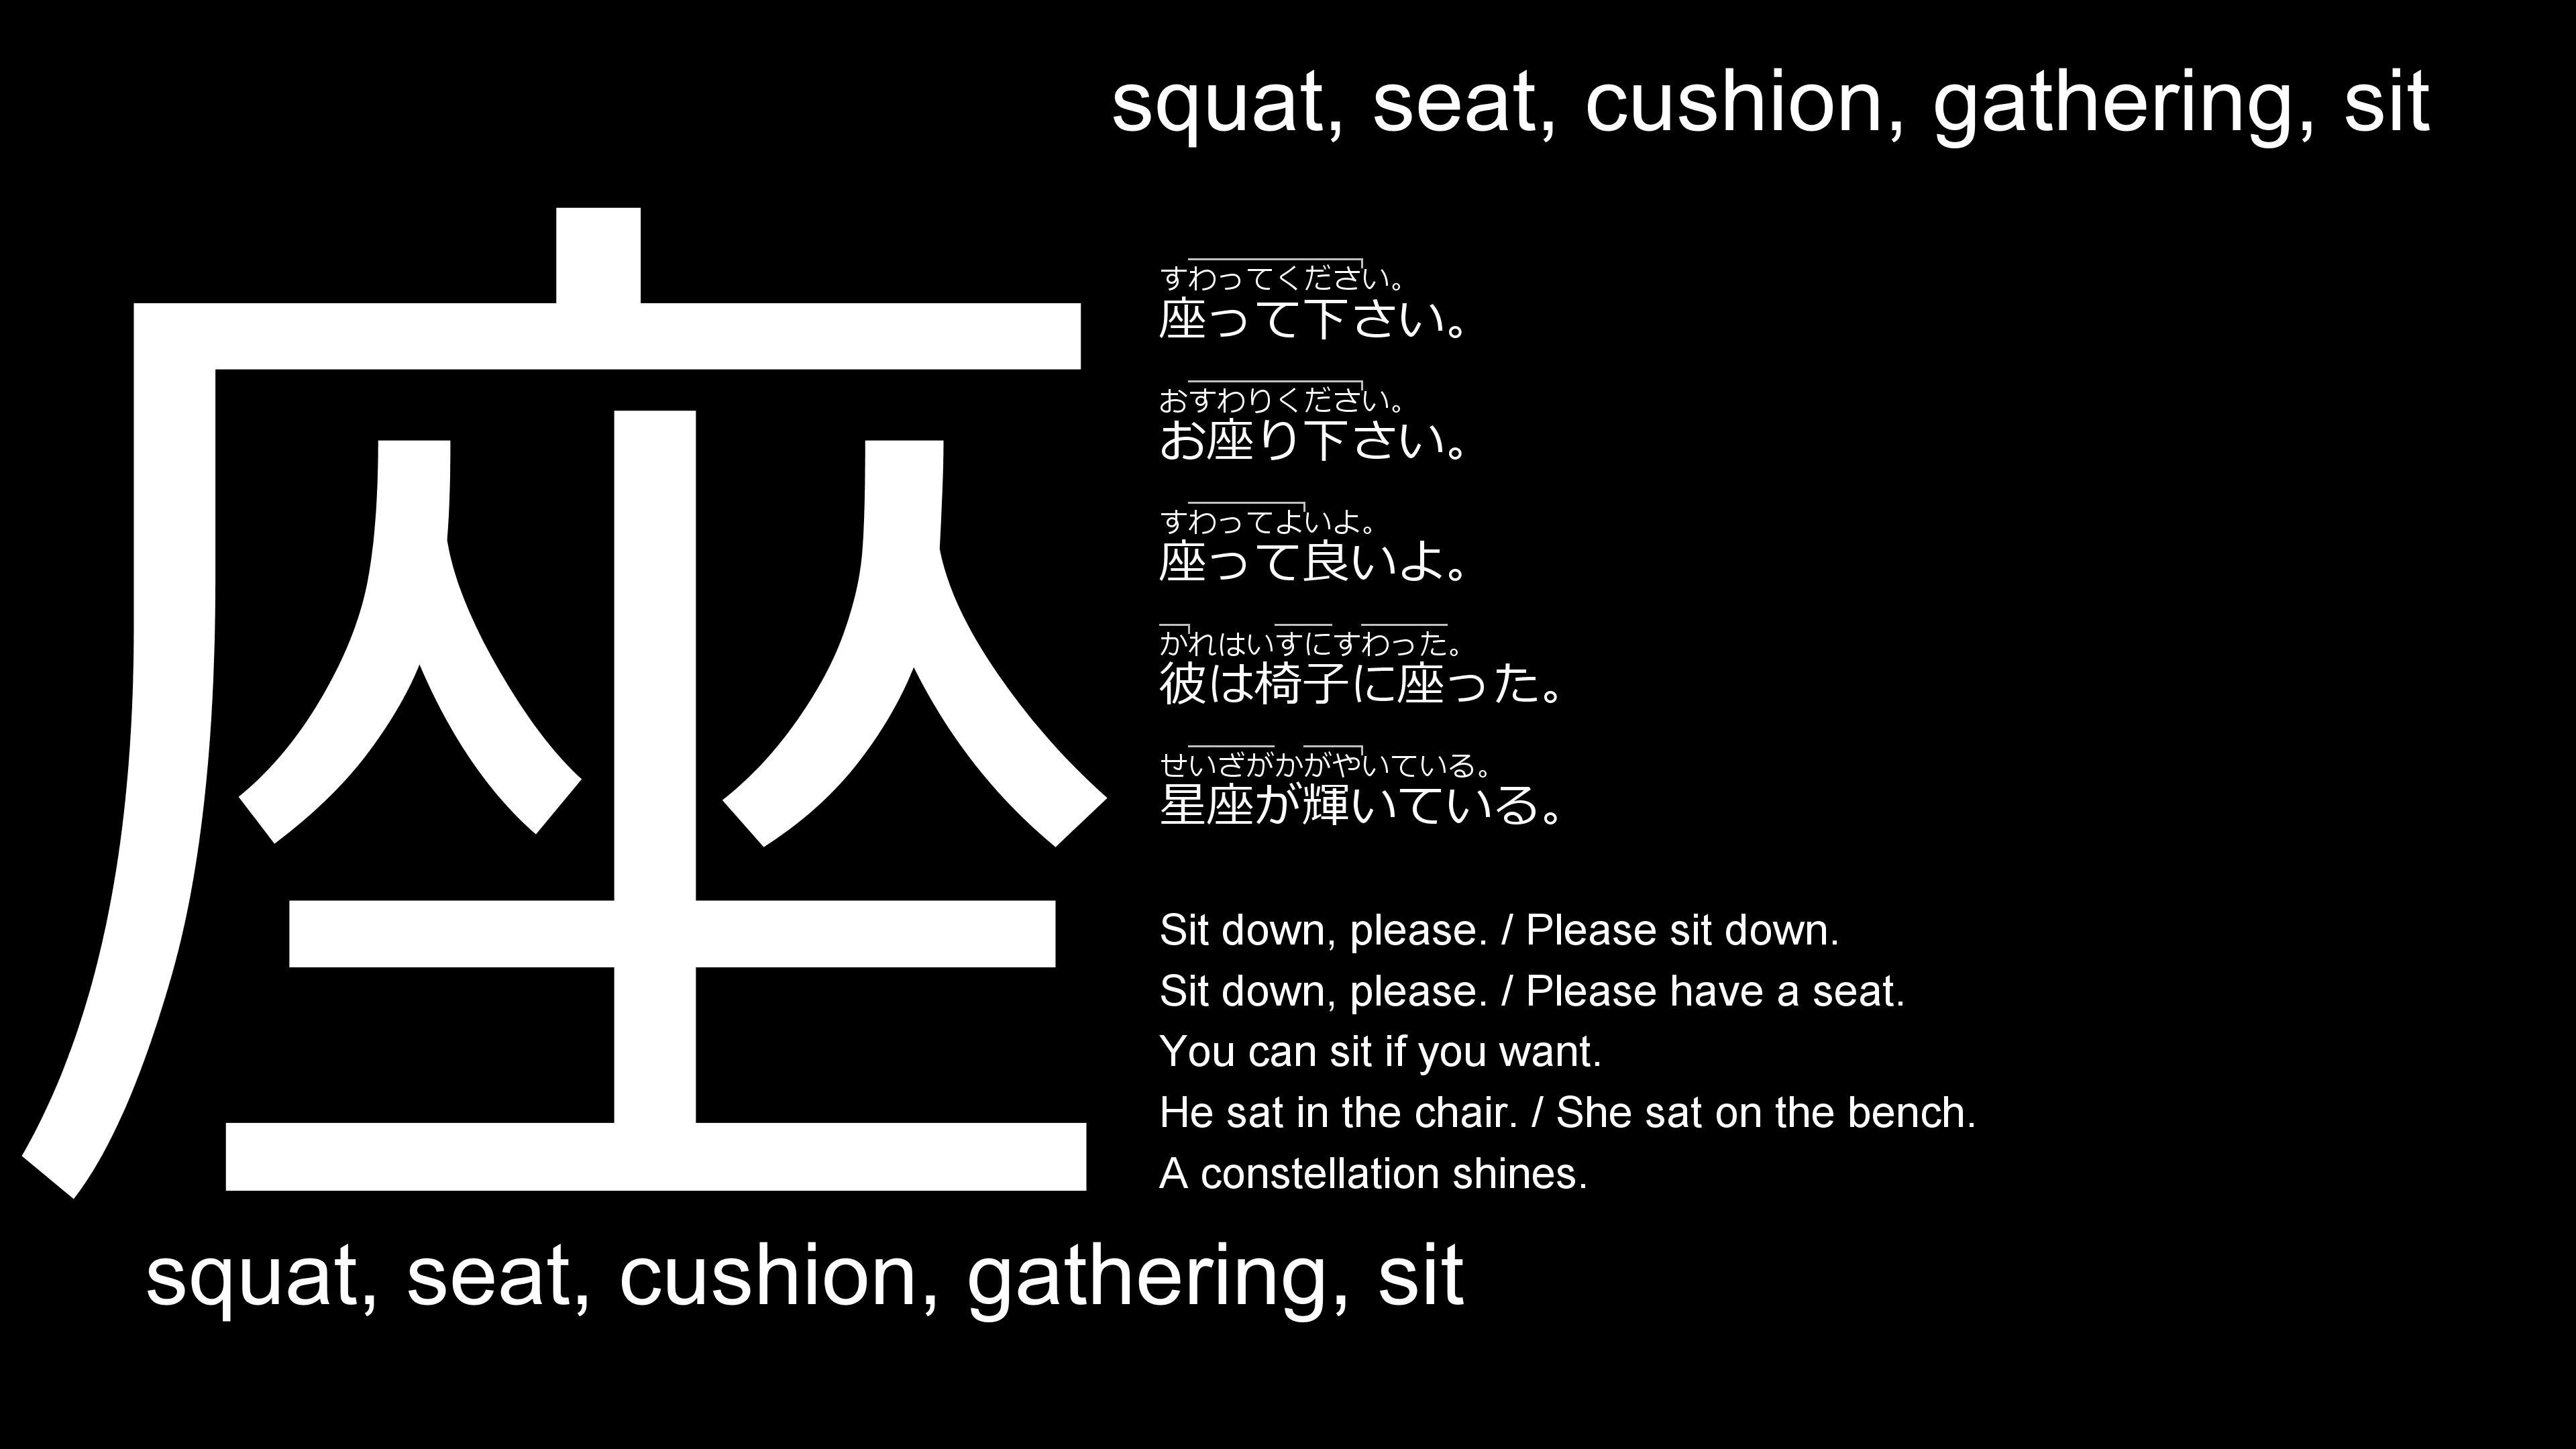 squat, seat, cushion, gathering, sit
座
すわってください。
座って下さい。
おすわりください。
お座り下さい。
すわってよいよ。
座って良いよ。
かれはいすにすわった。
彼は椅子に座った。
せいざがかがやいている。
星座が輝いている。
Sit down, please. / Please sit down.
Sit down, please. / Please have a seat.
You can sit if you want.
He sat in the chair. / She sat on the bench.
A constellation shines.
squat, seat, cushion, gathering, sit